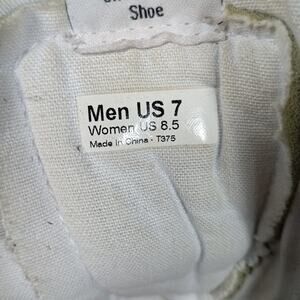 Shoe
Men US 7
Women US 8.5
Made In China - T375